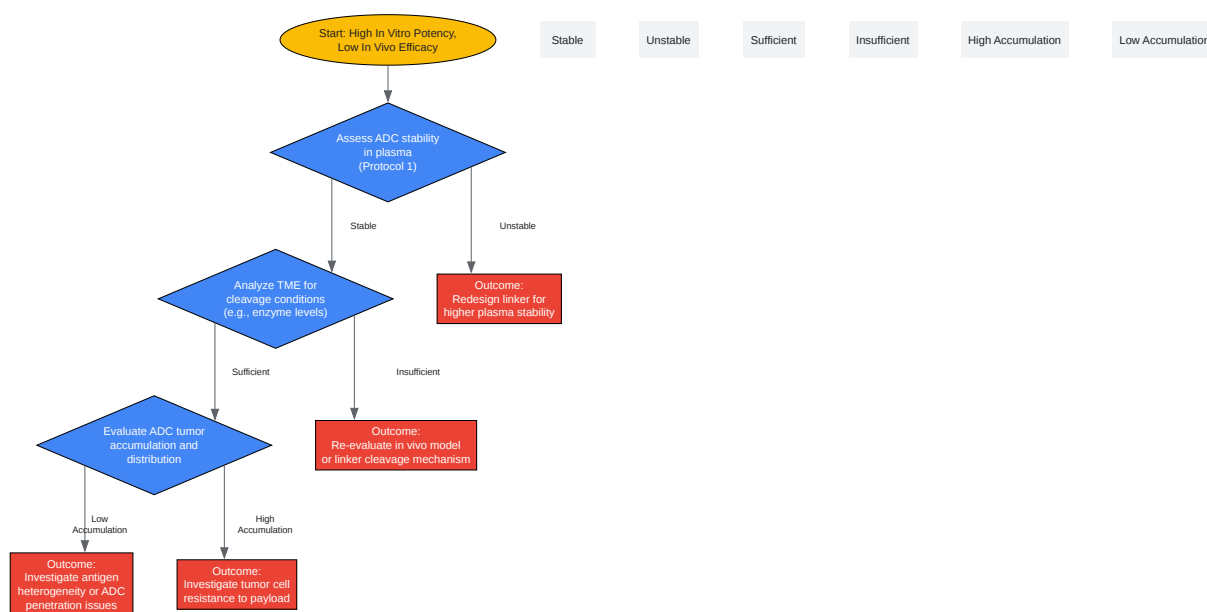 Start: High In Vitro Potency,
Low In Vivo Efficacy
Stable
Unstable
Sufficient
Insufficient
High Accumulation
Low Accumulation
Assess ADC stability
in plasma
(Protocol 1)
Stable
Unstable
Analyze TME for
cleavage conditions
(e.g., enzyme levels)
Outcome:
Redesign linker for
higher plasma stability
Sufficient
Insufficient
Evaluate ADC tumor
accumulation and
distribution
Outcome:
Re-evaluate in vivo model
or linker cleavage mechanism
Low
Accumulation
High
Accumulation
Outcome:
Investigate antigen
heterogeneity or ADC
penetration issues
Outcome:
Investigate tumor cell
resistance to payload